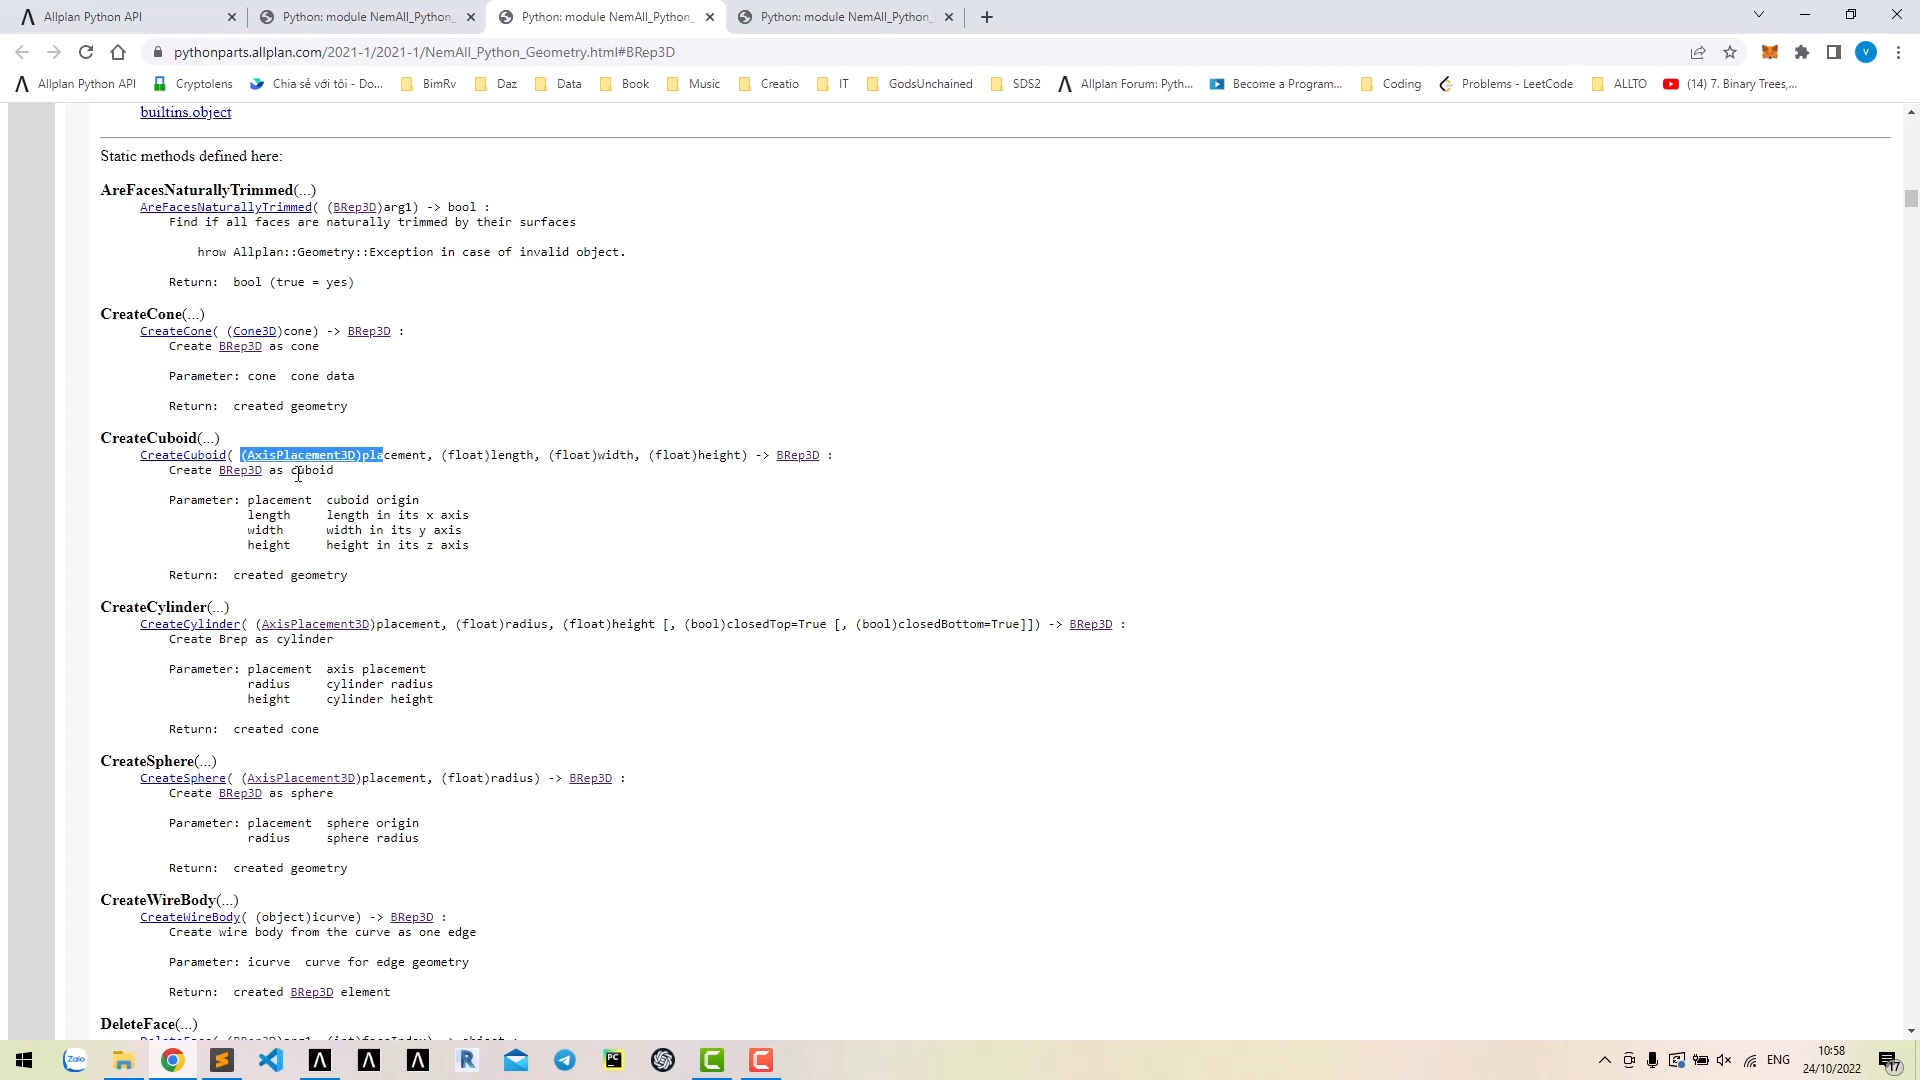 Allplan Python API
Python: module NemAll_Python_
Python: module NemAll_Python_
Python: module NemAll_Python_
pythonparts.allplan.com/2021-1/2021-1/NemAll_Python_Geometry.html#BRep3D
V
Allplan Python API
Cryptolens
Chia sẻ với tôi - Do...
BimRv
Daz
Data
Book
Music
Creatio
IT
GodsUnchained
SDS2
Allplan Forum: Pyth...
Become a Program...
Coding
Problems - LeetCode
ALLTO
(14) 7. Binary Trees,...
builtins.object
Static methods defined here:
AreFacesNaturallyTrimmed(...)
AreFacesNaturallyTrimmed( (BRep3D)arg1) -> bool :
Find if all faces are naturally trimmed by their surfaces
hrow Allplan::Geometry::Exception in case of invalid object.
Return:  bool (true = yes)
CreateCone(...)
CreateCone( (Cone3D)cone) -> BRep3D :
Create BRep3D as cone
Parameter: cone  cone data
Return:  created geometry
CreateCuboid(...)
CreateCuboid( (AxisPlacement3D)placement, (float)length, (float)width, (float)height) -> BRep3D :
Create BRep3D as cuboid
Parameter: placement  cuboid origin
length     length in its x axis
width      width in its y axis
height     height in its z axis
Return:  created geometry
CreateCylinder(...)
CreateCylinder( (AxisPlacement3D)placement, (float)radius, (float)height [, (bool)closedTop=True [, (bool)closedBottom=True]]) -> BRep3D :
Create Brep as cylinder
Parameter: placement  axis placement
radius     cylinder radius
height     cylinder height
Return:  created cone
CreateSphere(...)
CreateSphere( (AxisPlacement3D)placement, (float)radius) -> BRep3D :
Create BRep3D as sphere
Parameter: placement  sphere origin
radius     sphere radius
Return:  created geometry
CreateWireBody(...)
CreateWireBody( (object)icurve) -> BRep3D :
Create wire body from the curve as one edge
Parameter: icurve  curve for edge geometry
Return:  created BRep3D element
DeleteFace(...)
DeleteFace( (BRep3D)arg1, (int)faceIndex) -> object :
Zalo
R
PC
ENG
10:58
24/10/2022
17